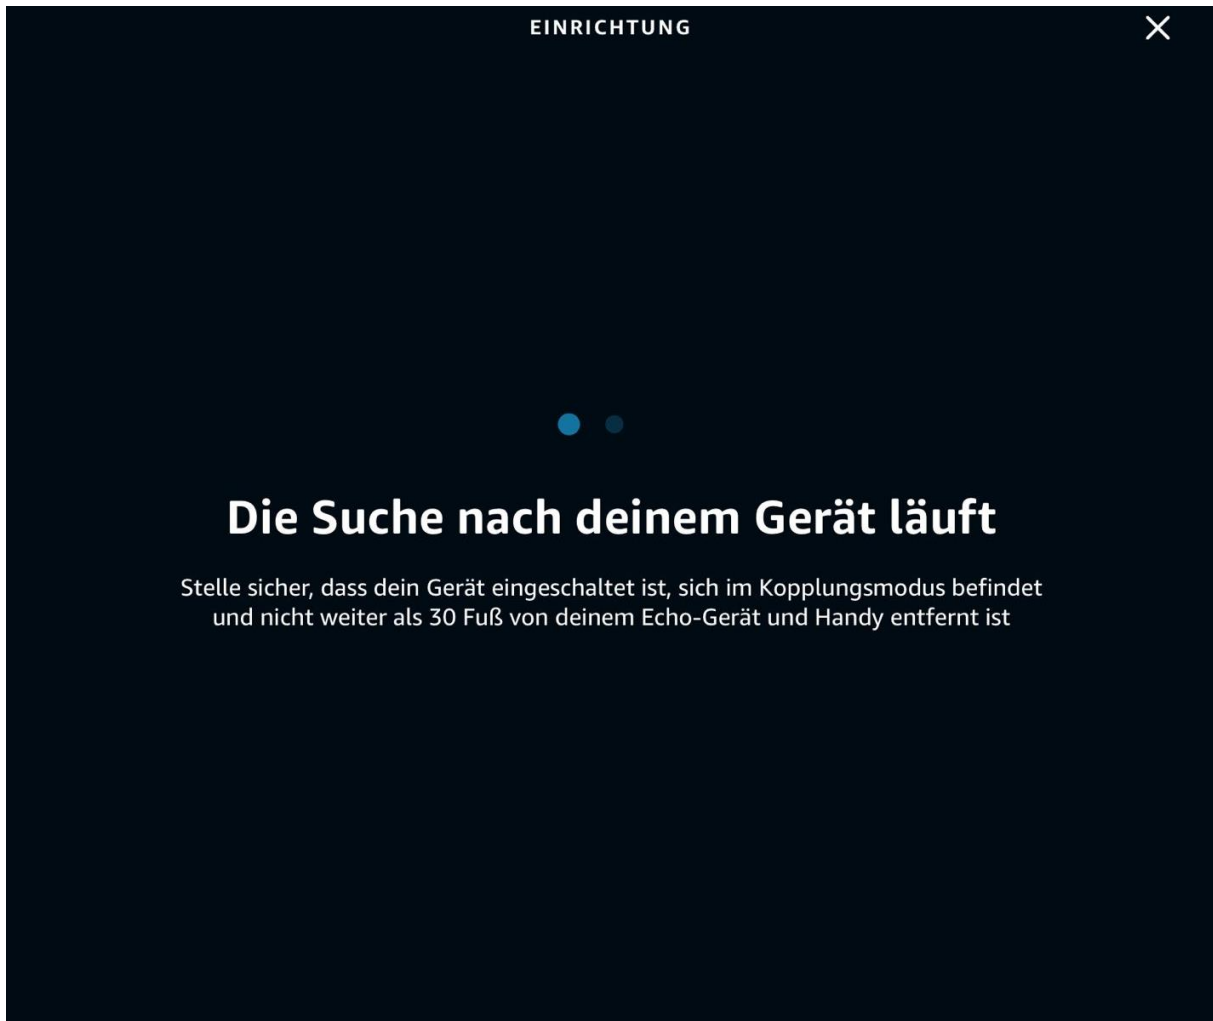 EINRICHTUNG
Die Suche nach deinem Gerät läuft
Stelle sicher, dass dein Gerät eingeschaltet ist, sich im Kopplungsmodus befindet
und nicht weiter als 30 Fuß von deinem Echo-Gerät und Handy entfernt ist